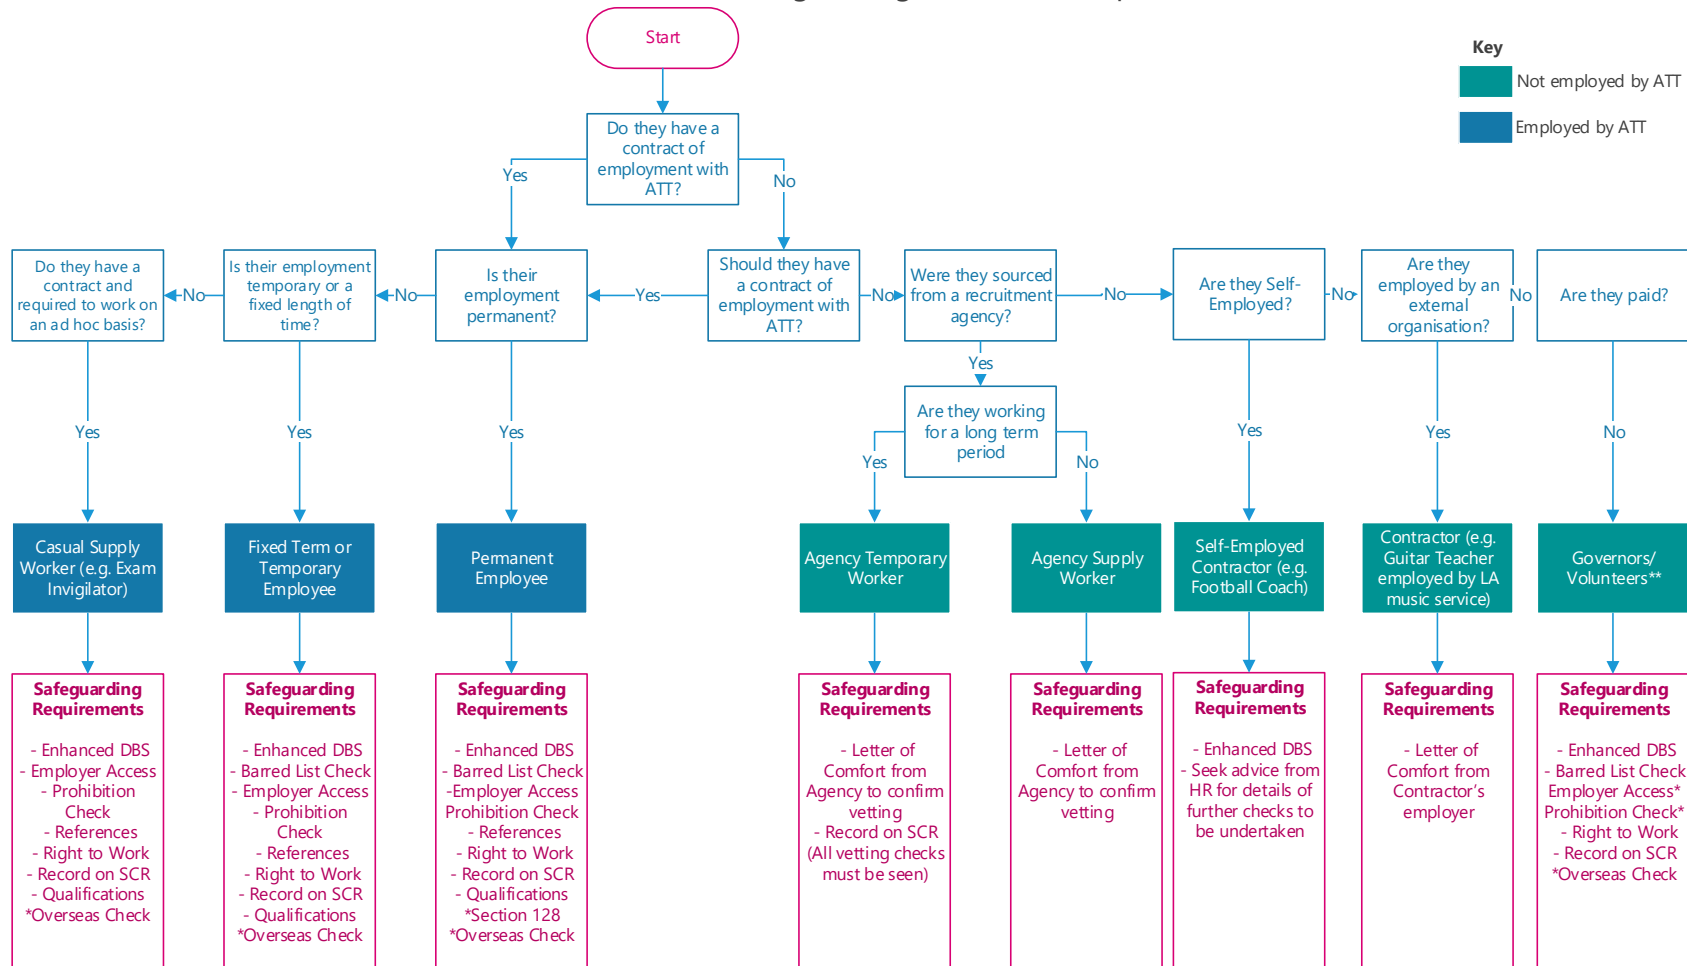 Start
Key
Not employed by ATT
Employed by ATT
Do they have a
contract of
employment with
ATT?
Yes
No
Do they have a
contract and
required to work on
an ad hoc basis?
No
Is their employment
temporary or a
fixed length of
time?
No
Is their
employment
permanent?
Yes
Should they have
a contract of
employment with
ATT?
No
Were they sourced
from a recruitment
agency?
No
Are they Self-
Employed?
No
Are they
employed by an
external
organisation?
No
Are they paid?
Yes
Are they working
for a long term
period
Yes
Yes
Yes
Yes
No
Yes
Yes
No
Casual Supply
Worker (e.g. Exam
Invigilator)
Fixed Term or
Temporary
Employee
Permanent
Employee
Agency Temporary
Worker
Agency Supply
Worker
Self-Employed
Contractor (e.g.
Football Coach)
Contractor (e.g.
Guitar Teacher
employed by LA
music service)
Governors/
Volunteers**
Safeguarding
Requirements
- Enhanced DBS
- Employer Access
- Prohibition
Check
- References
- Right to Work
- Record on SCR
- Qualifications
*Overseas Check
Safeguarding
Requirements
- Enhanced DBS
- Barred List Check
- Employer Access
- Prohibition
Check
- References
- Right to Work
- Record on SCR
- Qualifications
*Overseas Check
Safeguarding
Requirements
- Enhanced DBS
- Barred List Check
-Employer Access
Prohibition Check
- References
- Right to Work
- Record on SCR
- Qualifications
*Section 128
*Overseas Check
Safeguarding
Requirements
- Letter of
Comfort from
Agency to confirm
vetting
- Record on SCR
(All vetting checks
must be seen)
Safeguarding
Requirements
- Letter of
Comfort from
Agency to confirm
vetting
Safeguarding
Requirements
- Enhanced DBS
- Seek advice from
HR for details of
further checks to
be undertaken
Safeguarding
Requirements
- Letter of
Comfort from
Contractor's
employer
Safeguarding
Requirements
- Enhanced DBS
- Barred List Check
Employer Access*
Prohibition Check*
- Right to Work
- Record on SCR
*Overseas Check